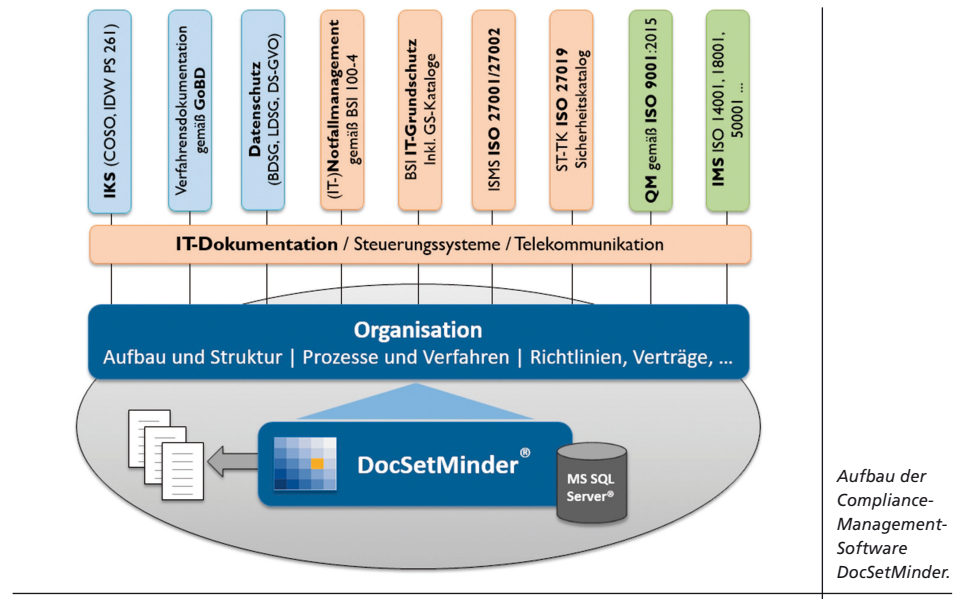 IKS (COSO, IDW PS 261)
Verfahrensdokumentation
gemäß GoBD
Datenschutz
(BDSG, LDSG, DS-GVO)
(IT-)Notfallmanagement
gemäß BSI 100-4
BSI IT-Grundschutz
Inkl. GS-Kataloge
ISMS ISO 27001/27002
ST-TK ISO 27019
Sicherheitskatalog
QM gemäß ISO 9001:2015
IMS ISO 14001, 18001,
50001 ...
IT-Dokumentation / Steuerungssysteme / Telekommunikation
Organisation
Aufbau und Struktur | Prozesse und Verfahren | Richtlinien, Verträge, ...
DocSetMinder®
MS SQL
Server®
Aufbau der
Compliance-
Management-
Software
DocSetMinder.